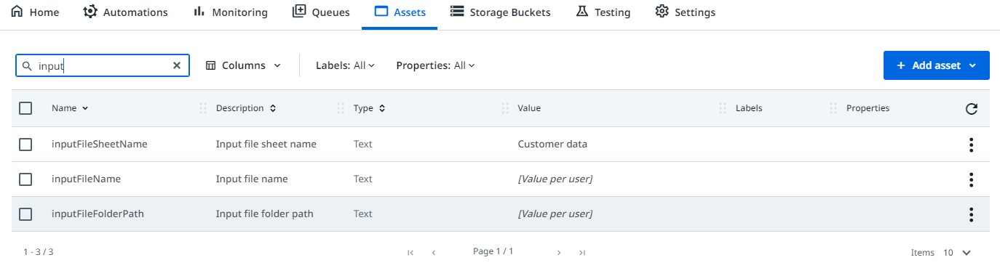 Home Automations Monitoring Queues Assets Storage Buckets Testing Settings
input Columns Labels: All Properties: All + Add asset
Name Description Type Value Labels Properties
inputFileSheetName Input file sheet name Text Customer data
inputFileName Input file name Text [Value per user]
inputFileFolderPath Input file folder path Text [Value per user]
1 - 3 / 3 Page 1 / 1 Items 10